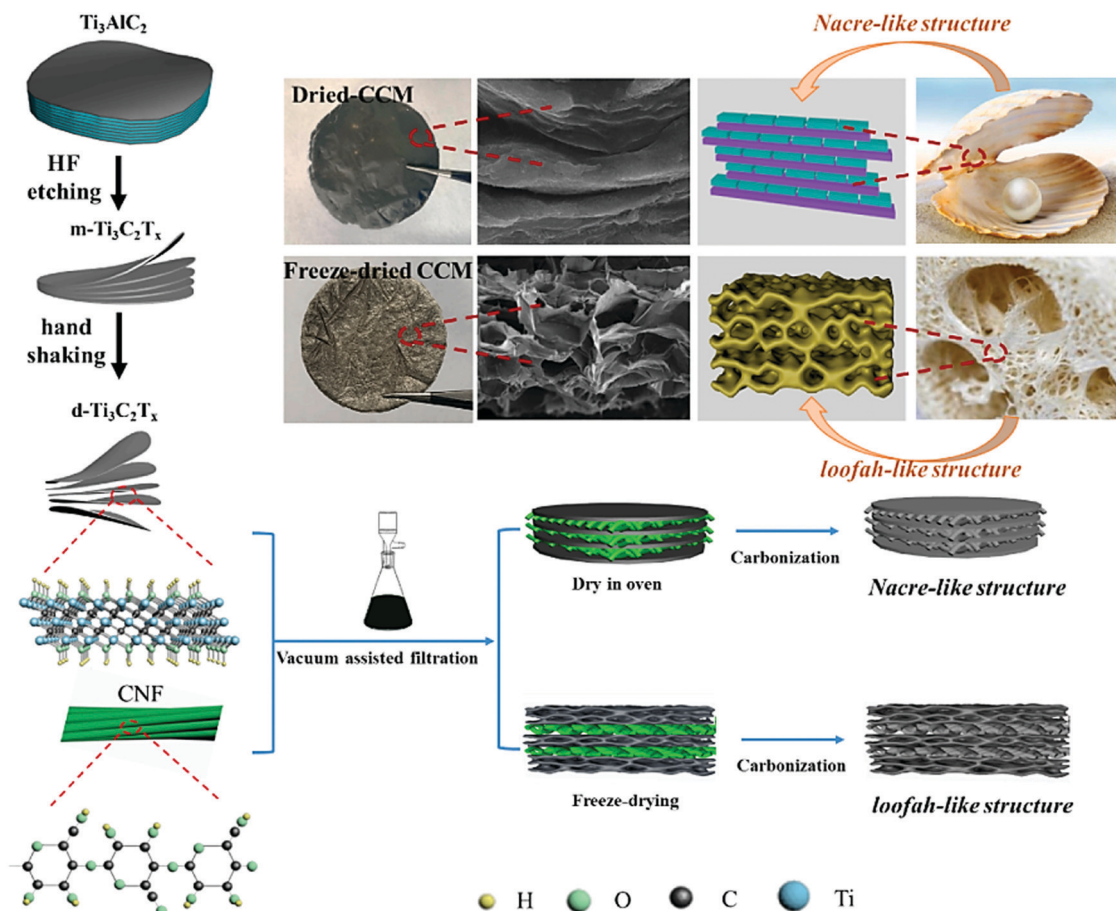 Ti₃AlC₂
HF
etching
m-Ti₃C₂Tₓ
hand
shaking
d-Ti₃C₂Tₓ
Nacre-like structure
Dried-CCM
Freeze-dried CCM
loofah-like structure
CNF
Vacuum assisted filtration
Dry in oven
Carbonization
Nacre-like structure
Freeze-drying
Carbonization
loofah-like structure
H O C Ti